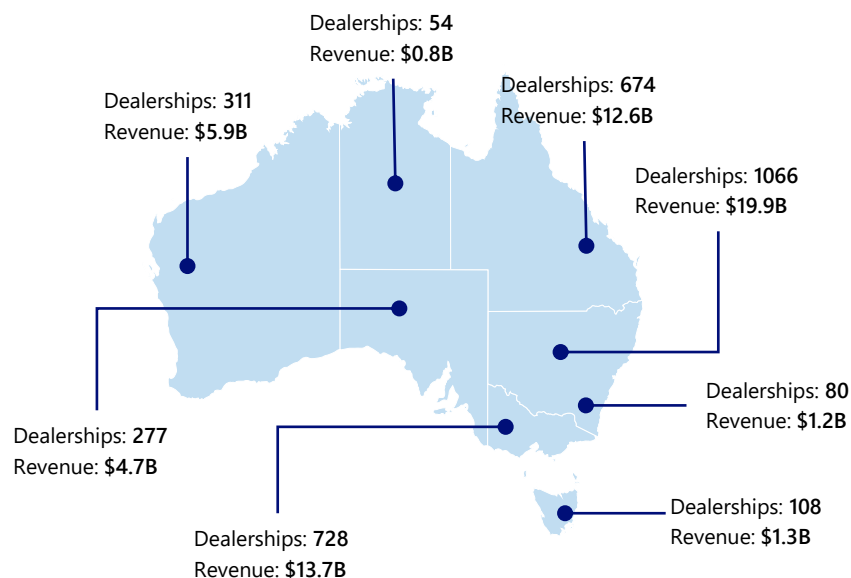 Dealerships: 54
Revenue: $0.8B
Dealerships: 674
Revenue: $12.6B
Dealerships: 311
Revenue: $5.9B
Dealerships: 1066
Revenue: $19.9B
Dealerships: 80
Revenue: $1.2B
Dealerships: 277
Revenue: $4.7B
Dealerships: 108
Revenue: $1.3B
Dealerships: 728
Revenue: $13.7B